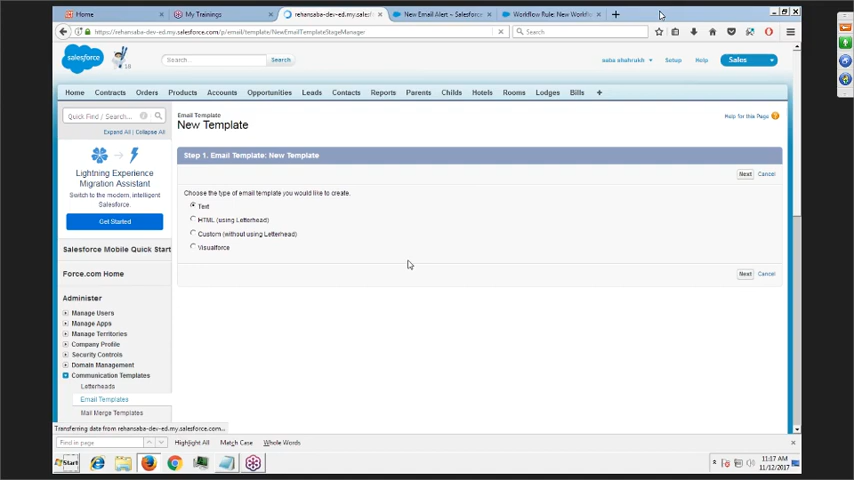 Home
My Trainings
rehansaba-dev-ed.my.salesf...
New Email Alert ~ Salesfor...
Workflow Rule: New Workfl...
https://rehansaba-dev-ed.my.salesforce.com/p/email/template/NewEmailTemplateStageManager
Search
salesforce
18
Search...
Search
saba shahrukh
Setup
Help
Sales
Home
Contracts
Orders
Products
Accounts
Opportunities
Leads
Contacts
Reports
Parents
Childs
Hotels
Rooms
Lodges
Bills
+
Quick Find / Search...
Expand All | Collapse All
Lightning Experience
Migration Assistant
Switch to the modern, intelligent
Salesforce.
Get Started
Salesforce Mobile Quick Start
Force.com Home
Administer
Manage Users
Manage Apps
Manage Territories
Company Profile
Security Controls
Domain Management
Communication Templates
Letterheads
Email Templates
Mail Merge Templates
Email Template
New Template
Help for this Page
Step 1. Email Template: New Template
Next
Cancel
Choose the type of email template you would like to create.
Text
HTML (using Letterhead)
Custom (without using Letterhead)
Visualforce
Next
Cancel
Transferring data from rehansaba-dev-ed.my.salesforce.com...
Find in page
Highlight All
Match Case
Whole Words
Start
11:17 AM
11/12/2017